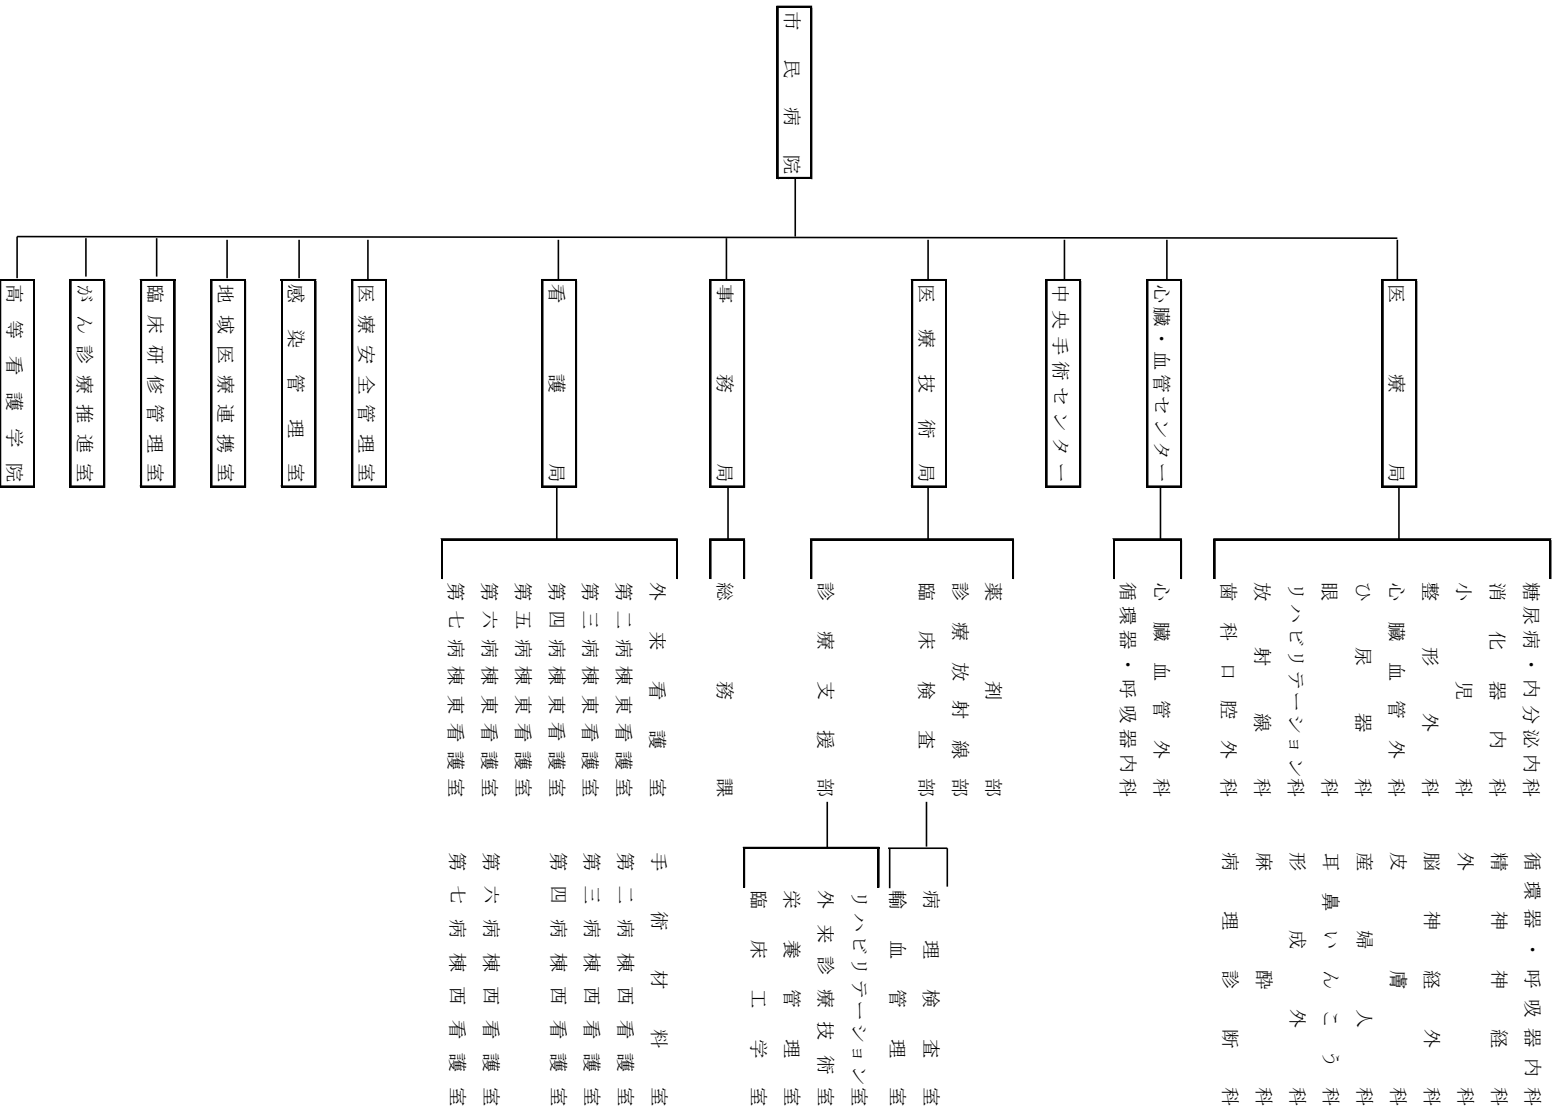 市民病院
医療局
糖尿病・内分泌内科
循環器・呼吸器内科
消化器内科
精神神経科
小児科
外科
整形外科
脳神経外科
心臓血管外科
皮膚科
ひ尿器科
産婦人科
眼科
耳鼻いんこう科
リハビリテーション科
形成外科
放射線科
麻酔科
歯科口腔外科
病理診断科
心臓・血管センター
心臓血管外科
循環器・呼吸器内科
中央手術センター
医療技術局
薬剤部
診療放射線部
臨床検査部
病理検査室
輸血管理室
診療支援部
リハビリテーション室
外来診療技術室
栄養管理室
臨床工学室
事務局
総務課
看護局
外来看護室
手術材料室
第二病棟東看護室
第二病棟西看護室
第三病棟東看護室
第三病棟西看護室
第四病棟東看護室
第四病棟西看護室
第五病棟東看護室
第六病棟東看護室
第六病棟西看護室
第七病棟東看護室
第七病棟西看護室
医療安全管理室
感染管理室
地域医療連携室
臨床研修管理室
がん診療推進室
高等看護学院